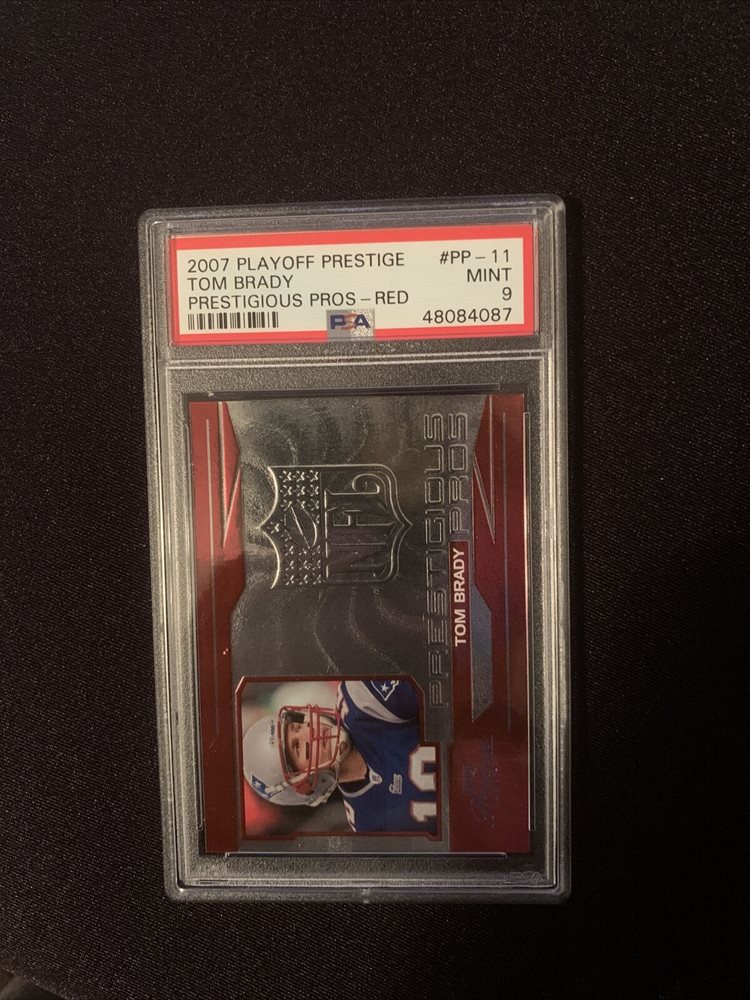 2007 PLAYOFF PRESTIGE #PP-11
TOM BRADY MINT
PRESTIGIOUS PROS-RED 9
PSA 48084087
NFL
PRESTIGIOUS
TOM BRADY PROS
Prestige